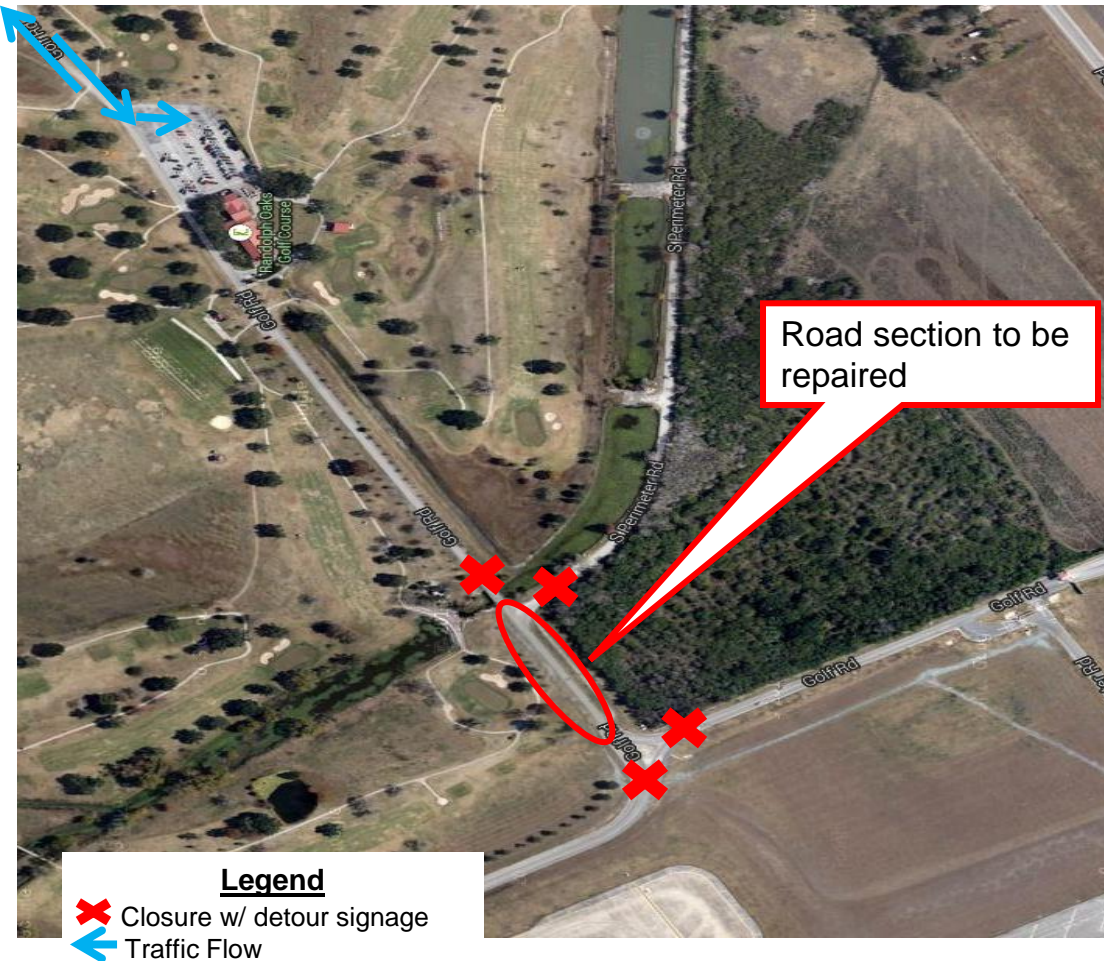 Golf Rd
S Perimeter Rd
Randolph Oaks
Golf Course
Golf Rd
Road section to be
repaired
S Perimeter Rd
Golf Rd
Golf Rd
Golf Rd
Golf Rd
Legend
Closure w/ detour signage
Traffic Flow